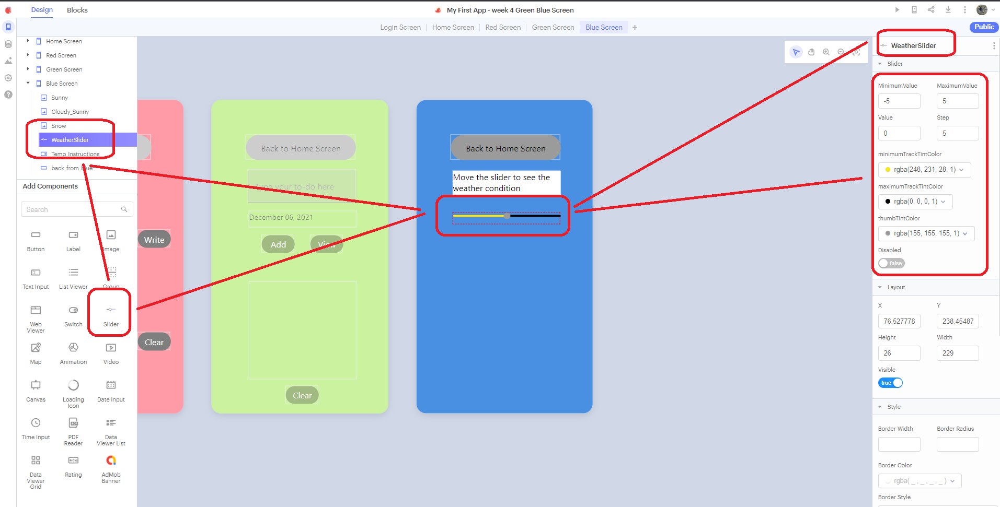 Design
Blocks
My First App - week 4 Green Blue Screen
Login Screen
Home Screen
Red Screen
Green Screen
Blue Screen
Public
Home Screen
Red Screen
Green Screen
Blue Screen
Sunny
Cloudy_Sunny
Snow
WeatherSlider
Temp Instructions
back_from_blue
Add Components
Search
Button
Label
Image
Text Input
List Viewer
Group
Web
Viewer
Switch
Slider
Map
Animation
Video
Canvas
Loading
Icon
Date Input
Time Input
PDF
PDF
Reader
Data
Viewer List
Data
Viewer
Grid
Rating
AdMob
Banner
Write
Clear
Back to Home Screen
Type your to-do here
December 06, 2021
Add
View
Clear
Back to Home Screen
Move the slider to see the
weather condition
WeatherSlider
Slider
MinimumValue
MaximumValue
-5
5
Value
Step
0
5
minimumTrackTintColor
rgba(248, 231, 28, 1)
maximumTrackTintColor
rgba(0, 0, 0, 1)
thumbTintColor
rgba(155, 155, 155, 1)
Disabled
false
Layout
X
Y
76.527778
238.45487
Height
Width
26
229
Visible
true
Style
Border Width
Border Radius
Border Color
rgba( _ , _ , _ , _ )
Border Style